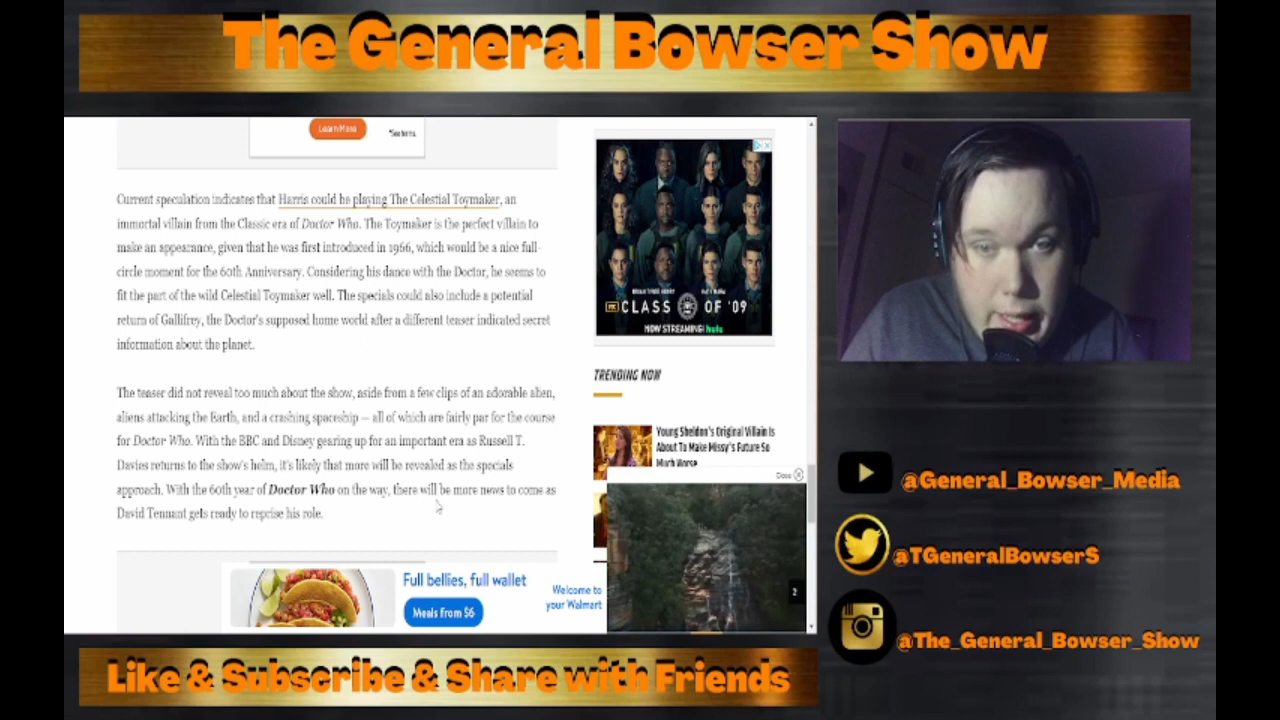 The General Bowser Show
Learn More
*See terms.
Current speculation indicates that Harris could be playing The Celestial Toymaker, an
immortal villain from the Classic era of Doctor Who. The Toymaker is the perfect villain to
make an appearance, given that he was first introduced in 1966, which would be a nice full-
circle moment for the 60th Anniversary. Considering his dance with the Doctor, he seems to
fit the part of the wild Celestial Toymaker well. The specials could also include a potential
return of Gallifrey, the Doctor's supposed home world after a different teaser indicated secret
information about the planet.
The teaser did not reveal too much about the show, aside from a few clips of an adorable alien,
aliens attacking the Earth, and a crashing spaceship — all of which are fairly par for the course
for Doctor Who. With the BBC and Disney gearing up for an important era as Russell T.
Davies returns to the show's helm, it's likely that more will be revealed as the specials
approach. With the 60th year of Doctor Who on the way, there will be more news to come as
David Tennant gets ready to reprise his role.
Full bellies, full wallet
Meals from $6
Welcome to
your Walmart
CLASS OF '09
NOW STREAMING hulu
TRENDING NOW
Young Sheldon's Original Villain Is
About To Make Missy's Future So
Much Worse
Close
2
@General_Bowser_Media
@TGeneralBowserS
@The_General_Bowser_Show
Like & Subscribe & Share with Friends